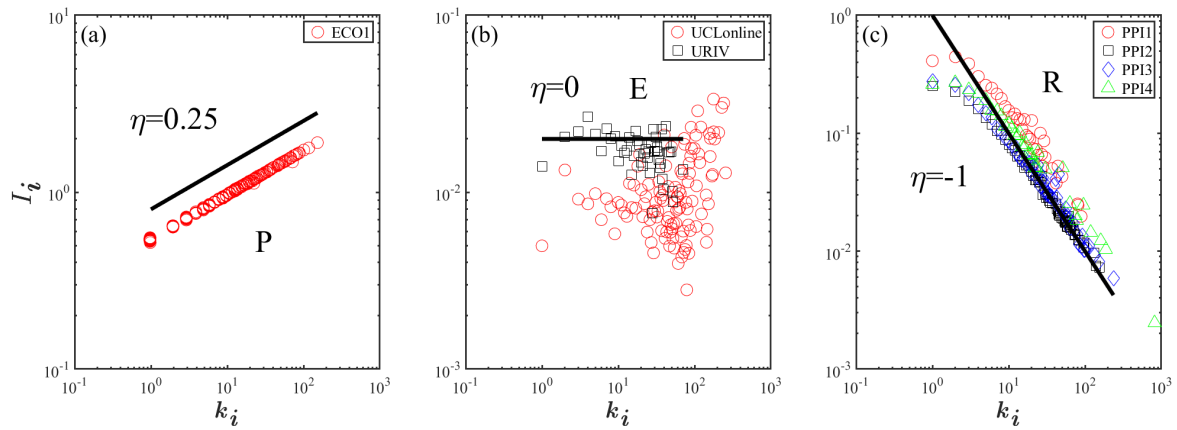 (a)
ECO1
η=0.25
P
I_i
10^1
10^0
10^-1
10^-1 10^0 10^1 10^2 10^3
k_i
(b)
UCLonline
URIV
η=0
E
10^-1
10^-2
10^-3
10^-1 10^0 10^1 10^2 10^3
k_i
(c)
PPI1
PPI2
PPI3
PPI4
R
η=-1
10^0
10^-1
10^-2
10^-3
10^-1 10^0 10^1 10^2 10^3
k_i